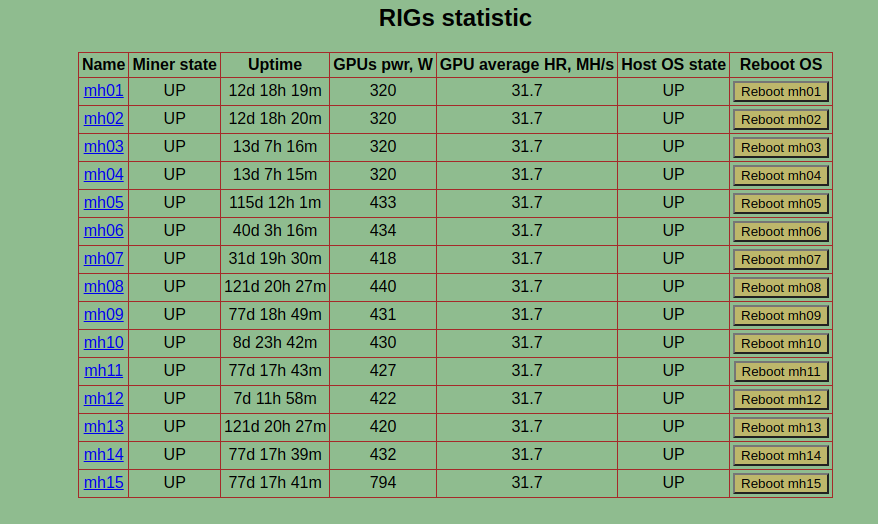 RIGs statistic
Name Miner state Uptime GPUs pwr, W GPU average HR, MH/s Host OS state Reboot OS
mh01 UP 12d 18h 19m 320 31.7 UP Reboot mh01
mh02 UP 12d 18h 20m 320 31.7 UP Reboot mh02
mh03 UP 13d 7h 16m 320 31.7 UP Reboot mh03
mh04 UP 13d 7h 15m 320 31.7 UP Reboot mh04
mh05 UP 115d 12h 1m 433 31.7 UP Reboot mh05
mh06 UP 40d 3h 16m 434 31.7 UP Reboot mh06
mh07 UP 31d 19h 30m 418 31.7 UP Reboot mh07
mh08 UP 121d 20h 27m 440 31.7 UP Reboot mh08
mh09 UP 77d 18h 49m 431 31.7 UP Reboot mh09
mh10 UP 8d 23h 42m 430 31.7 UP Reboot mh10
mh11 UP 77d 17h 43m 427 31.7 UP Reboot mh11
mh12 UP 7d 11h 58m 422 31.7 UP Reboot mh12
mh13 UP 121d 20h 27m 420 31.7 UP Reboot mh13
mh14 UP 77d 17h 39m 432 31.7 UP Reboot mh14
mh15 UP 77d 17h 41m 794 31.7 UP Reboot mh15